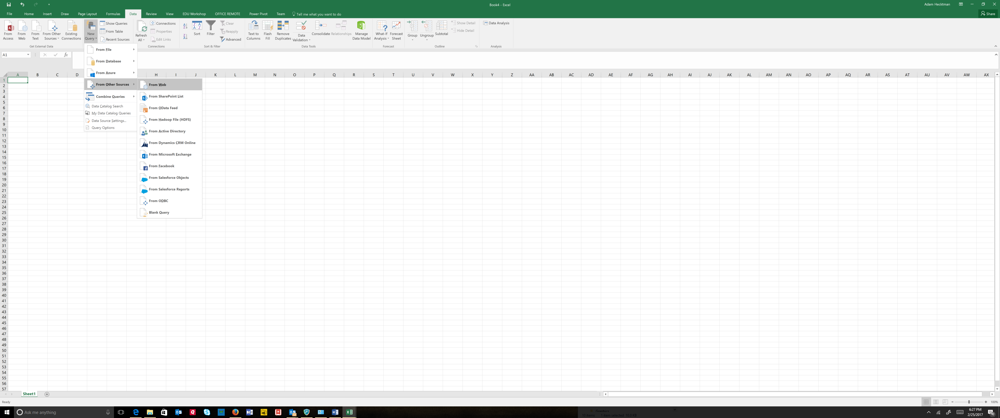 Book4 - Excel
Adam Hecktman
File Home Insert Draw Page Layout Formulas Data Review View EDU Workshop OFFICE REMOTE Power Pivot Team Tell me what you want to do
Share
From Access
From Web
From Text
From Other Sources
Existing Connections
Get External Data
New Query
Show Queries
From Table
Recent Sources
Refresh All
Connections
Properties
Edit Links
Connections
Sort
Filter
Clear
Reapply
Advanced
Sort & Filter
Text to Columns
Flash Fill
Remove Duplicates
Data Validation
Consolidate
Relationships
Manage Data Model
Data Tools
What-If Analysis
Forecast Sheet
Forecast
Group
Ungroup
Subtotal
Show Detail
Hide Detail
Outline
Data Analysis
Analysis
A1
fx
From File
From Database
From Azure
From Other Sources
Combine Queries
Data Catalog Search
My Data Catalog Queries
Data Source Settings...
Query Options
From Web
From SharePoint List
From OData Feed
From Hadoop File (HDFS)
From Active Directory
From Dynamics CRM Online
From Microsoft Exchange
From Facebook
From Salesforce Objects
From Salesforce Reports
From ODBC
Blank Query
A B C D H I J K L M N O P Q R S T U V W X Y Z AA AB AC AD AE AF AG AH AI AJ AK AL AM AN AO AP AQ AR AS AT AU AV AW AX
1
2
3
4
5
6
7
8
9
10
11
12
13
14
15
16
17
18
19
20
21
22
23
24
25
26
27
28
29
30
31
32
33
34
35
36
37
38
39
40
41
42
43
44
45
46
47
48
49
50
51
52
53
54
55
56
57
Sheet1
Ready
100%
Ask me anything
Graphics
10 items 1 item selected 10.0 KB
6:27 PM
2/25/2017
10